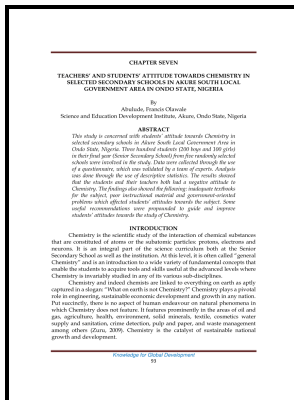 CHAPTER SEVEN
TEACHERS' AND STUDENTS' ATTITUDE TOWARDS CHEMISTRY IN
SELECTED SECONDARY SCHOOLS IN AKURE SOUTH LOCAL
GOVERNMENT AREA IN ONDO STATE, NIGERIA
By
Abulude, Francis Olawale
Science and Education Development Institute, Akure, Ondo State, Nigeria
ABSTRACT
This study is concerned with students' attitude towards Chemistry in
selected secondary schools in Akure South Local Government Area in
Ondo State, Nigeria. Three hundred students (200 boys and 100 girls)
in their final year (Senior Secondary School) from five randomly selected
schools were involved in the study. Data were collected through the use
of a questionnaire, which was validated by a team of experts. Analysis
was done through the use of descriptive statistics. The results showed
that the students and their teachers both had a negative attitude to
Chemistry. The findings also showed the following: inadequate textbooks
for the subject, poor instructional material and government-oriented
problems which affected students' attitudes towards the subject. Some
useful recommendations were propounded to guide and improve
students' attitudes towards the study of Chemistry.
INTRODUCTION
Chemistry is the scientific study of the interaction of chemical substances
that are constituted of atoms or the subatomic particles: protons, electrons and
neurons. It is an integral part of the science curriculum both at the Senior
Secondary School as well as the institution. At this level, it is often called "general
Chemistry" and is an introduction to a wide variety of fundamental concepts that
enable the students to acquire tools and skills useful at the advanced levels where
Chemistry is invariably studied in any of its various sub-disciplines.
Chemistry and indeed chemists are linked to everything on earth as aptly
captured in a slogan: "What on earth is not Chemistry?" Chemistry plays a pivotal
role in engineering, sustainable economic development and growth in any nation.
Put succinctly, there is no aspect of human endeavour on natural phenomena in
which Chemistry does not feature. It features prominently in the areas of oil and
gas, agriculture, health, environment, solid minerals, textile, cosmetics water
supply and sanitation, crime detection, pulp and paper, and waste management
among others (Zuru, 2009). Chemistry is the catalyst of sustainable national
growth and development.
Knowledge for Global Development
93